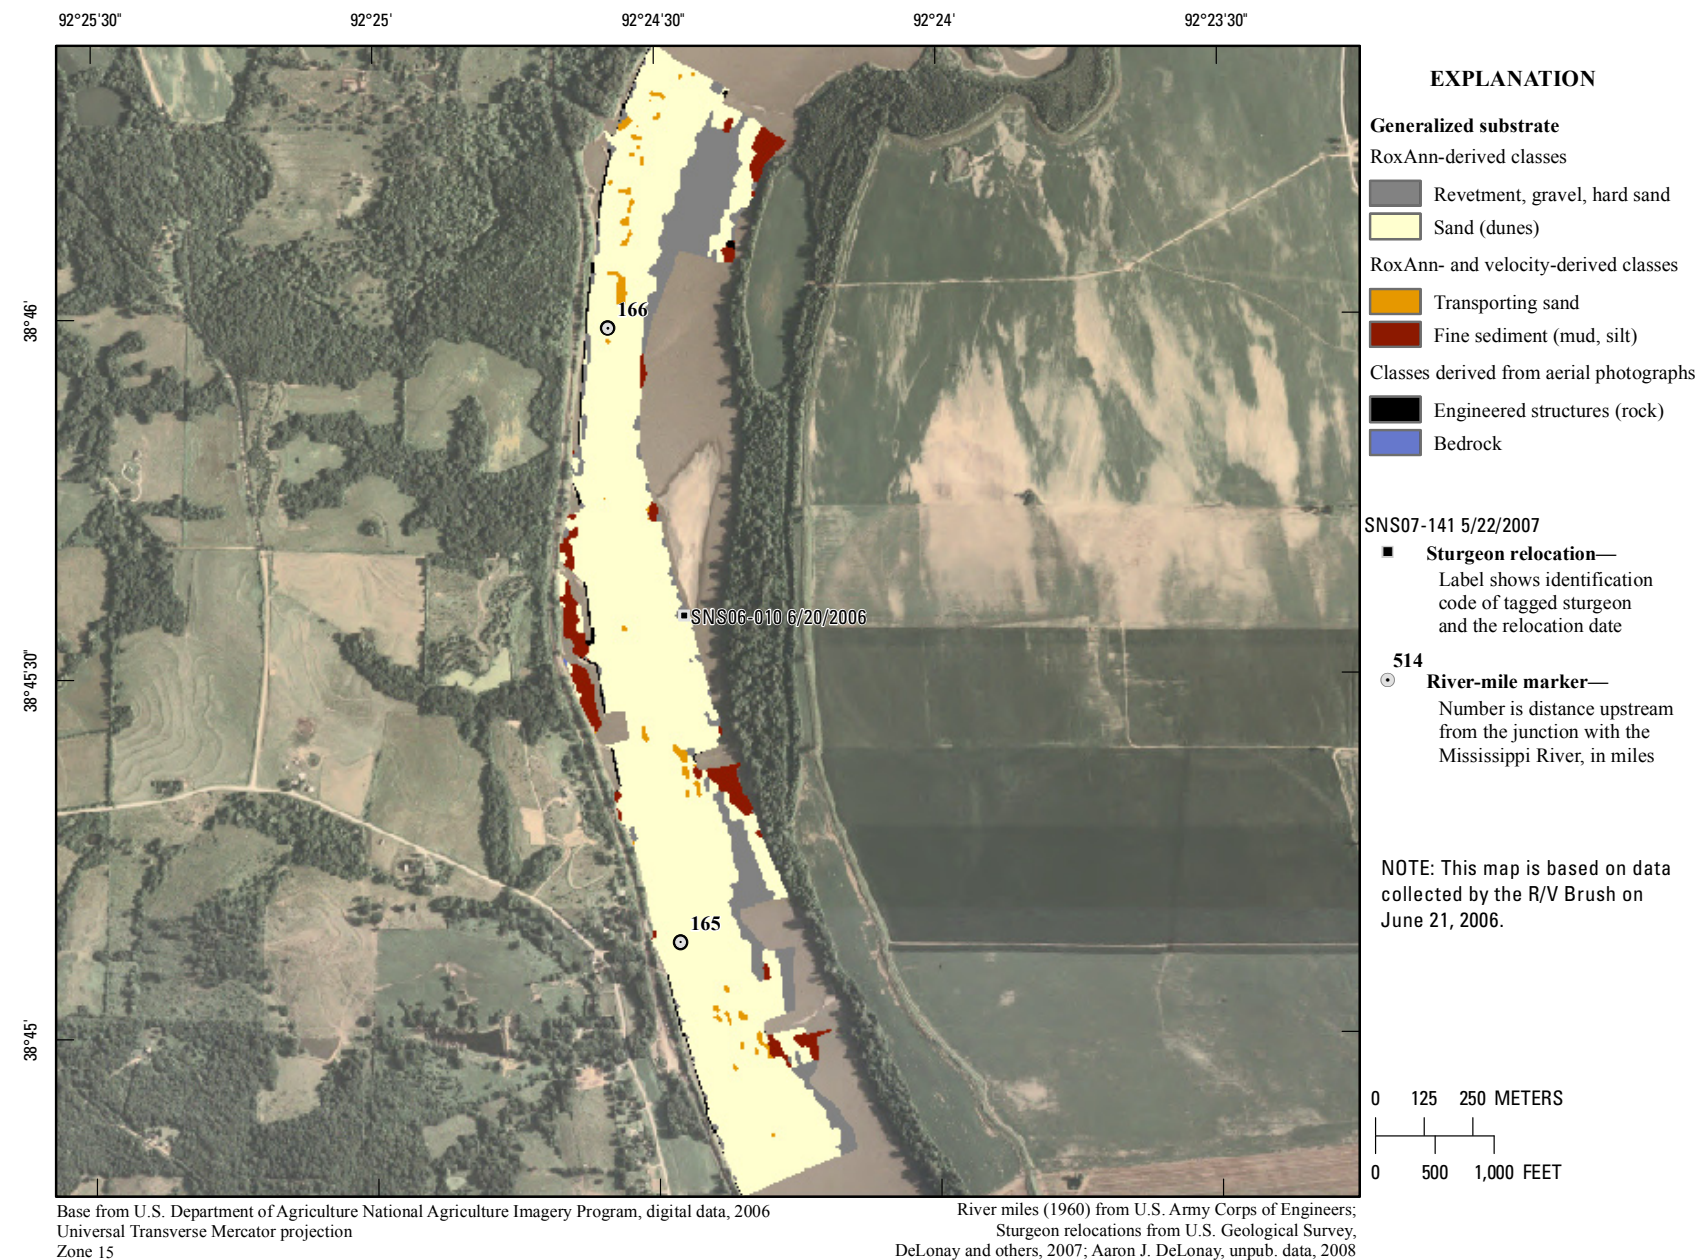 92°25'30"
92°25'
92°24'30"
92°24'
92°23'30"
38°46'
38°45'30"
38°45'
166
SNS06-010 6/20/2006
165
EXPLANATION
Generalized substrate
RoxAnn-derived classes
Revetment, gravel, hard sand
Sand (dunes)
RoxAnn- and velocity-derived classes
Transporting sand
Fine sediment (mud, silt)
Classes derived from aerial photographs
Engineered structures (rock)
Bedrock
SNS07-141 5/22/2007
Sturgeon relocation—
Label shows identification
code of tagged sturgeon
and the relocation date
514
River-mile marker—
Number is distance upstream
from the junction with the
Mississippi River, in miles
NOTE: This map is based on data
collected by the R/V Brush on
June 21, 2006.
0 125 250 METERS
0 500 1,000 FEET
Base from U.S. Department of Agriculture National Agriculture Imagery Program, digital data, 2006
Universal Transverse Mercator projection
Zone 15
River miles (1960) from U.S. Army Corps of Engineers;
Sturgeon relocations from U.S. Geological Survey,
DeLonay and others, 2007; Aaron J. DeLonay, unpub. data, 2008